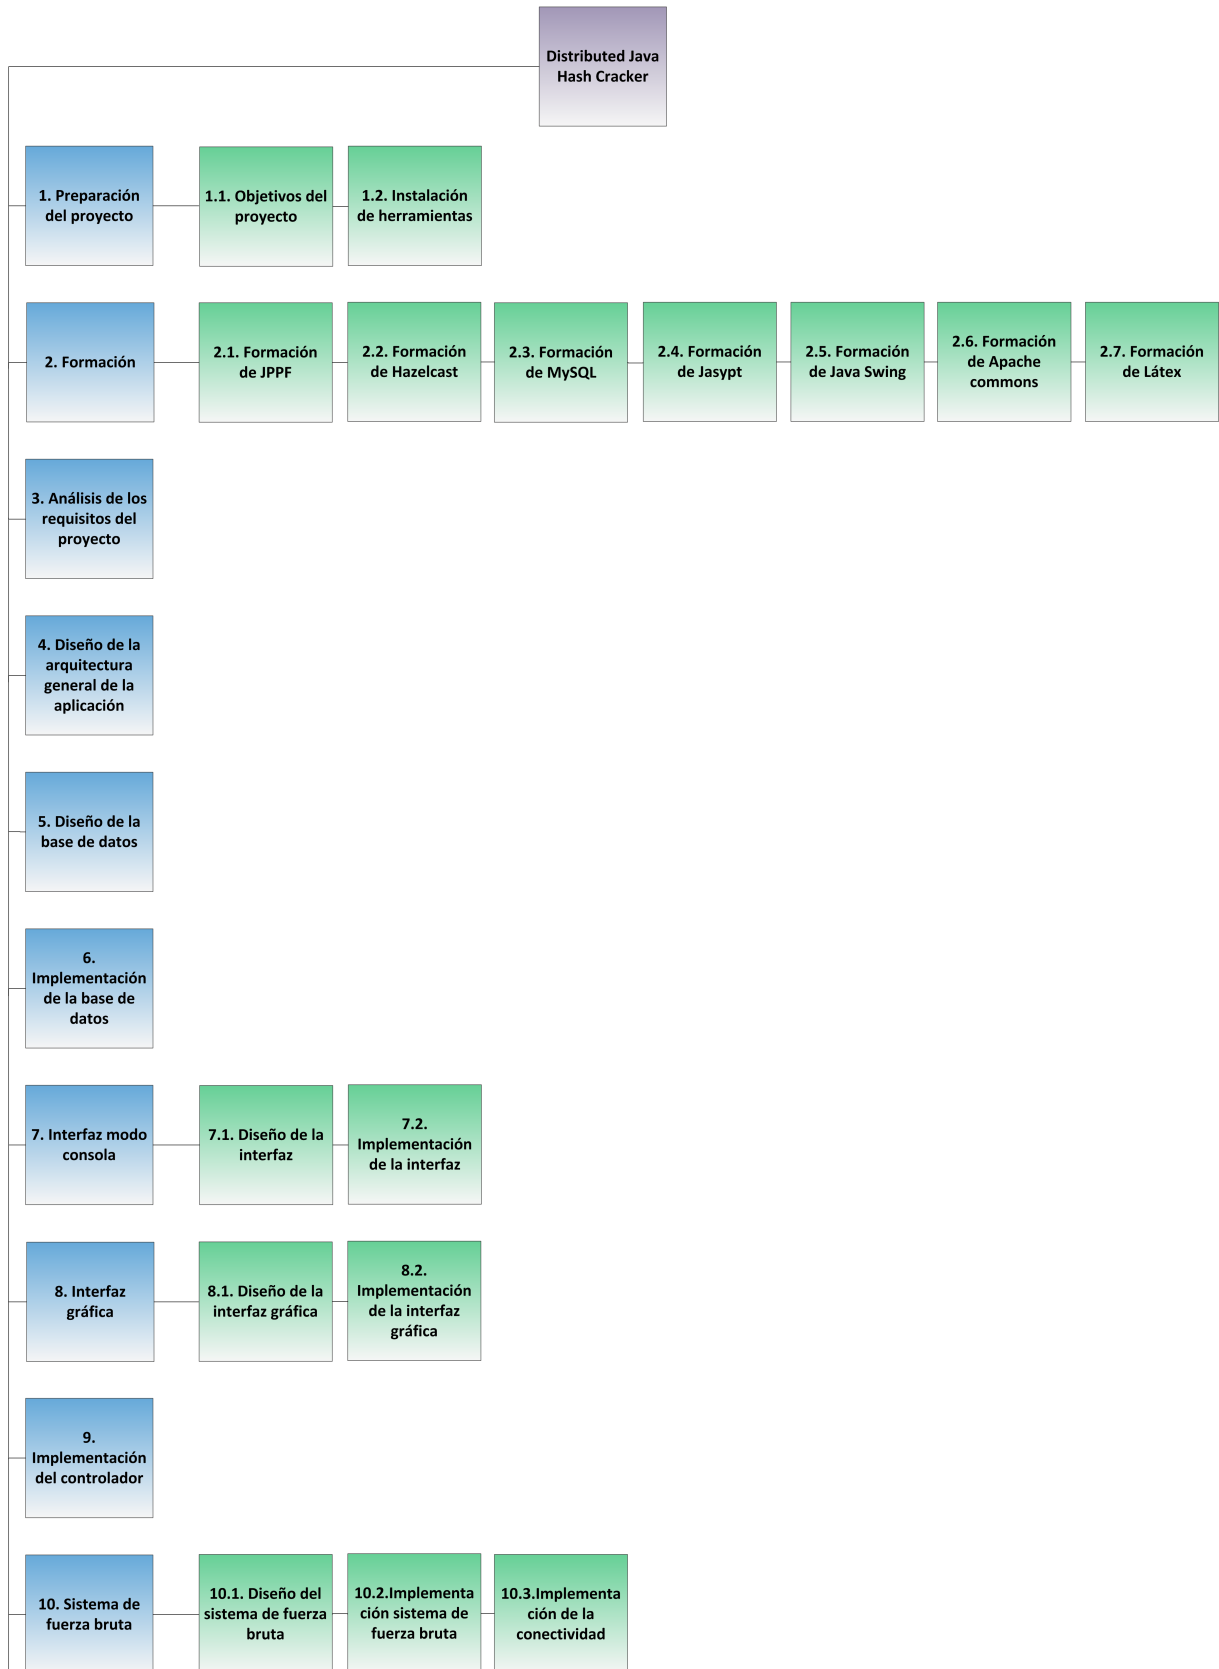 Distributed Java
Hash Cracker
1. Preparación
del proyecto
1.1. Objetivos del
proyecto
1.2. Instalación
de herramientas
2. Formación
2.1. Formación
de JPPF
2.2. Formación
de Hazelcast
2.3. Formación
de MySQL
2.4. Formación
de Jasypt
2.5. Formación
de Java Swing
2.6. Formación
de Apache
commons
2.7. Formación
de Látex
3. Análisis de los
requisitos del
proyecto
4. Diseño de la
arquitectura
general de la
aplicación
5. Diseño de la
base de datos
6.
Implementación
de la base de
datos
7. Interfaz modo
consola
7.1. Diseño de la
interfaz
7.2.
Implementación
de la interfaz
8. Interfaz
gráfica
8.1. Diseño de la
interfaz gráfica
8.2.
Implementación
de la interfaz
gráfica
9.
Implementación
del controlador
10. Sistema de
fuerza bruta
10.1. Diseño del
sistema de fuerza
bruta
10.2.Implementa
ción sistema de
fuerza bruta
10.3.Implementa
ción de la
conectividad